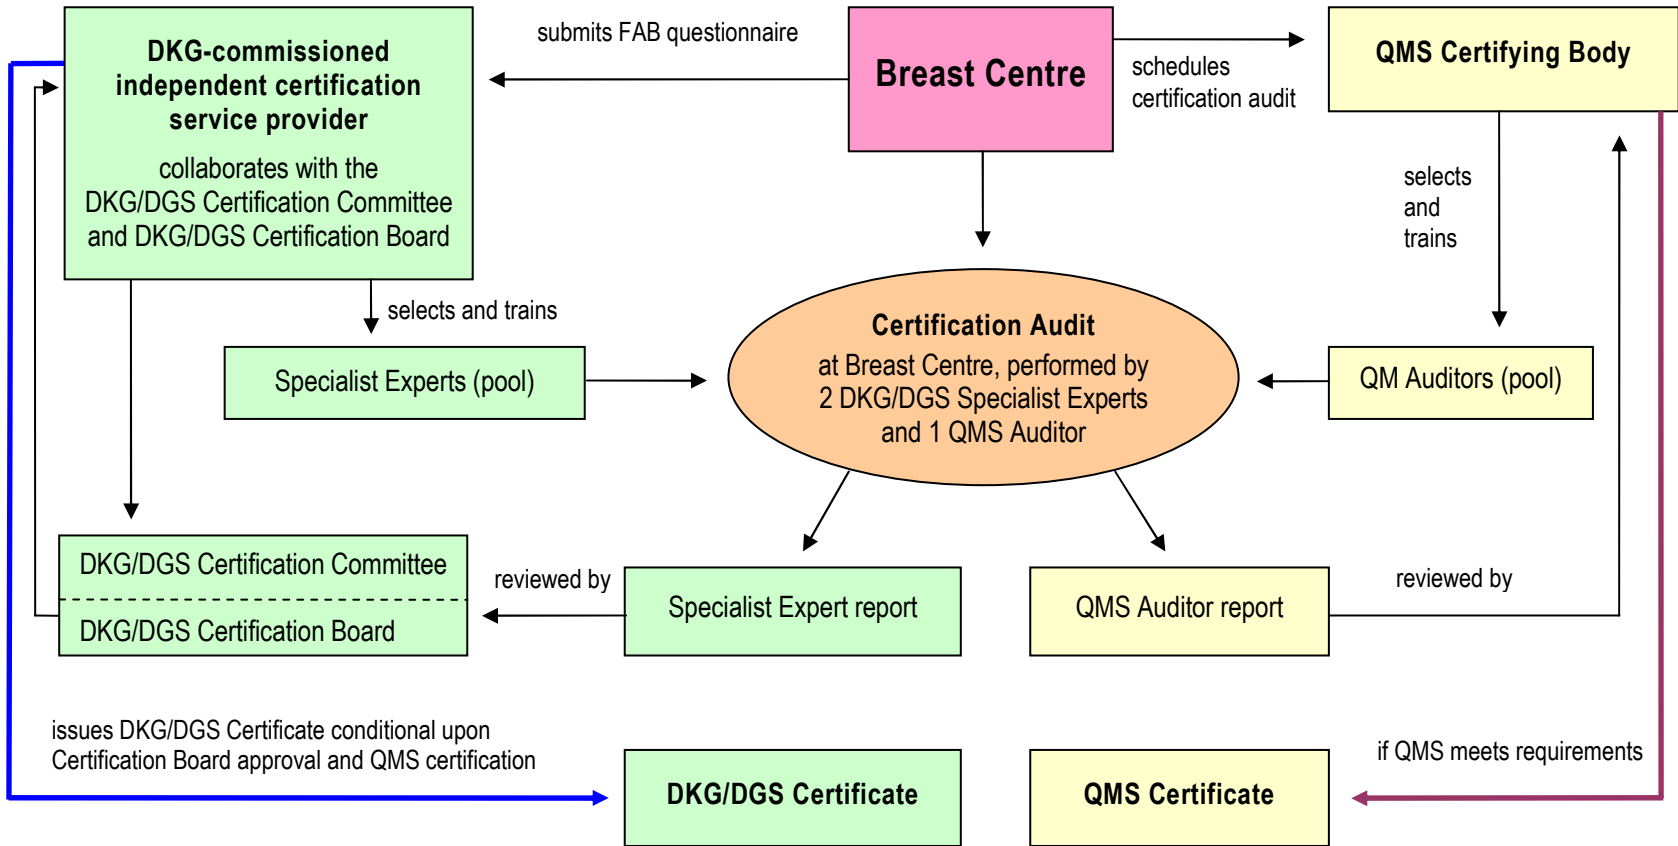 DKG-commissioned
independent certification
service provider
collaborates with the
DKG/DGS Certification Committee
and DKG/DGS Certification Board
submits FAB questionnaire
Breast Centre
schedules
certification audit
QMS Certifying Body
selects
and
trains
selects and trains
Specialist Experts (pool)
Certification Audit
at Breast Centre, performed by
2 DKG/DGS Specialist Experts
and 1 QMS Auditor
QM Auditors (pool)
DKG/DGS Certification Committee
DKG/DGS Certification Board
reviewed by
Specialist Expert report
QMS Auditor report
reviewed by
issues DKG/DGS Certificate conditional upon
Certification Board approval and QMS certification
DKG/DGS Certificate
QMS Certificate
if QMS meets requirements